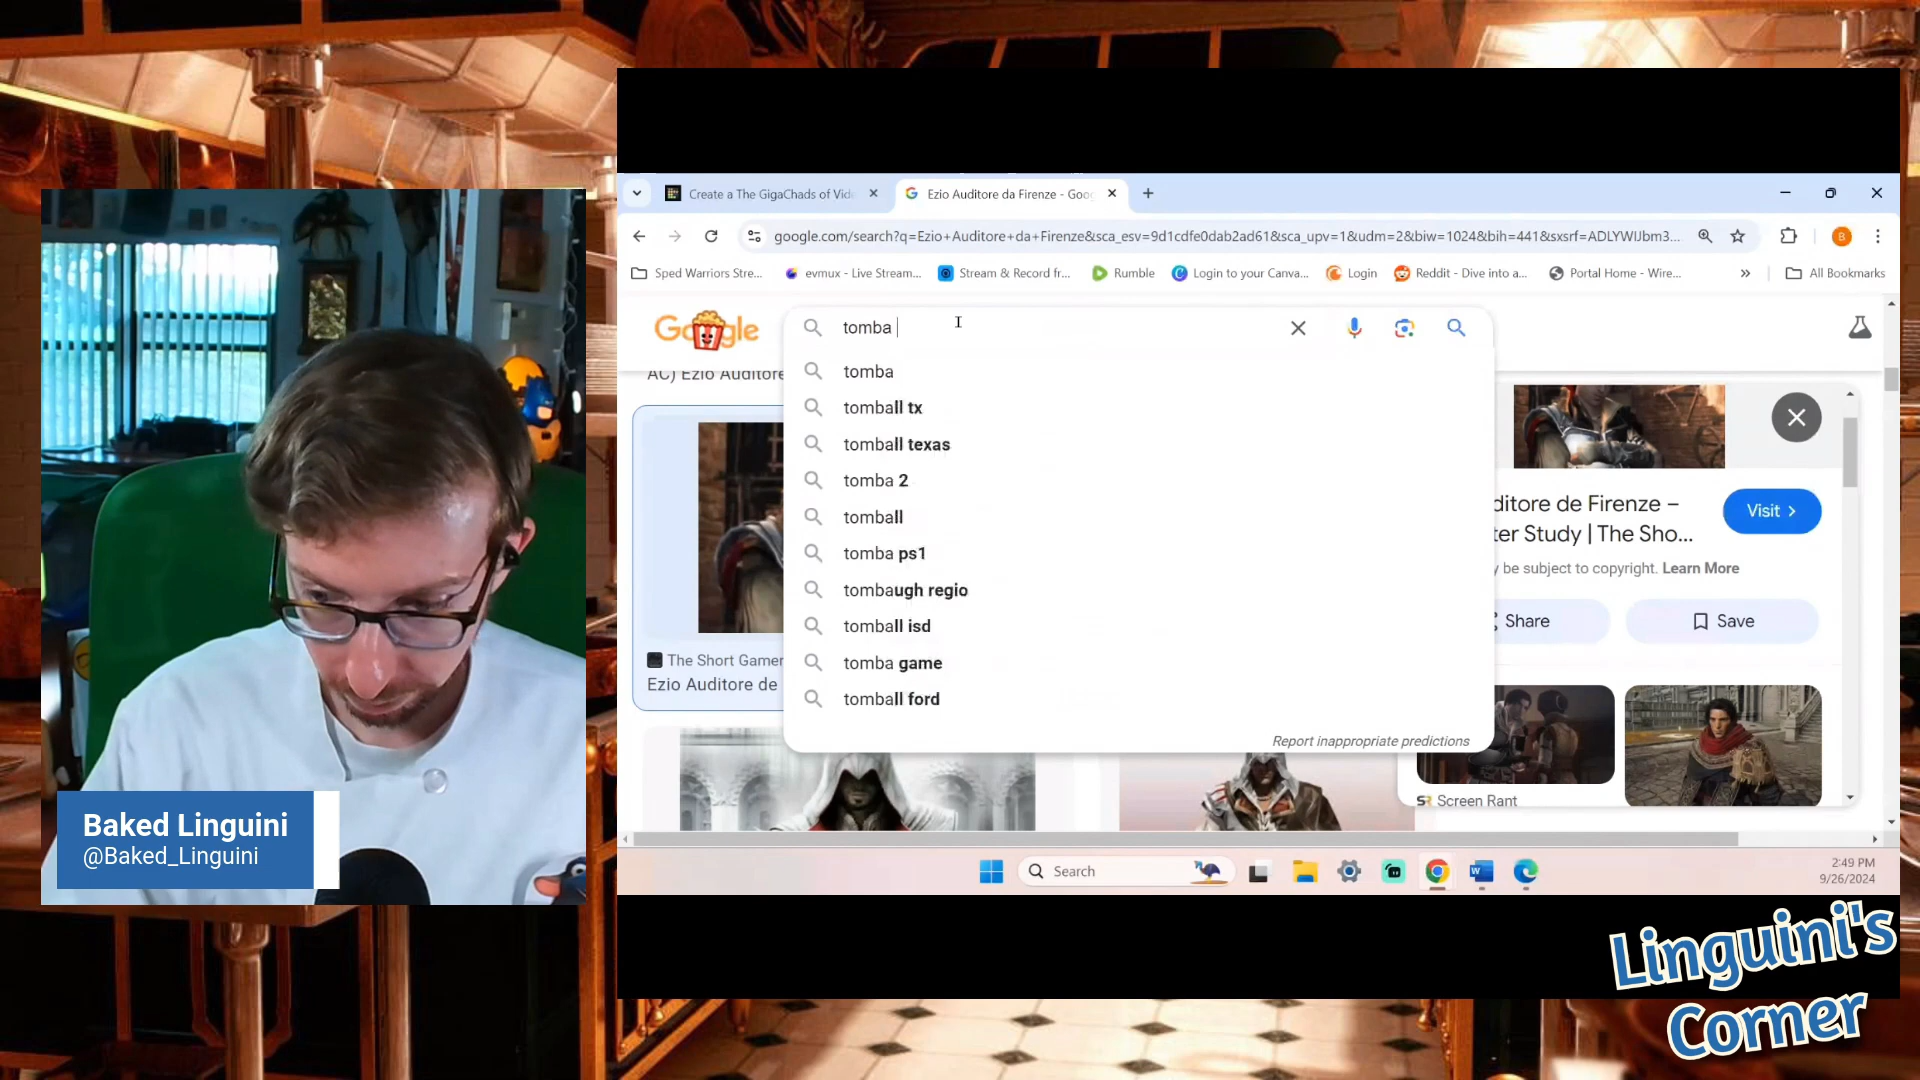 Create a The GigaChads of Vide
Ezio Auditore da Firenze - Goog
google.com/search?q=Ezio+Auditore+da+Firenze&sca_esv=9d1cdfe0dab2ad61&sca_upv=1&udm=2&biw=1024&bih=441&sxsrf=ADLYWIJbm3...
B
Sped Warriors Stre...
evmux - Live Stream...
Stream & Record fr...
Rumble
Login to your Canva...
Login
Reddit - Dive into a...
Portal Home - Wire...
»
All Bookmarks
Google
tomba
AC) Ezio Auditore
tomba
tomball tx
tomball texas
tomba 2
tomball
tomba ps1
tombaugh regio
tomball isd
tomba game
tomball ford
Report inappropriate predictions
ditore de Firenze –
ter Study | The Sho...
Visit
y be subject to copyright. Learn More
Share
Save
The Short Gamer
Ezio Auditore de
SR Screen Rant
Search
2:49 PM
9/26/2024
Baked Linguini
@Baked_Linguini
Linguini's
Corner